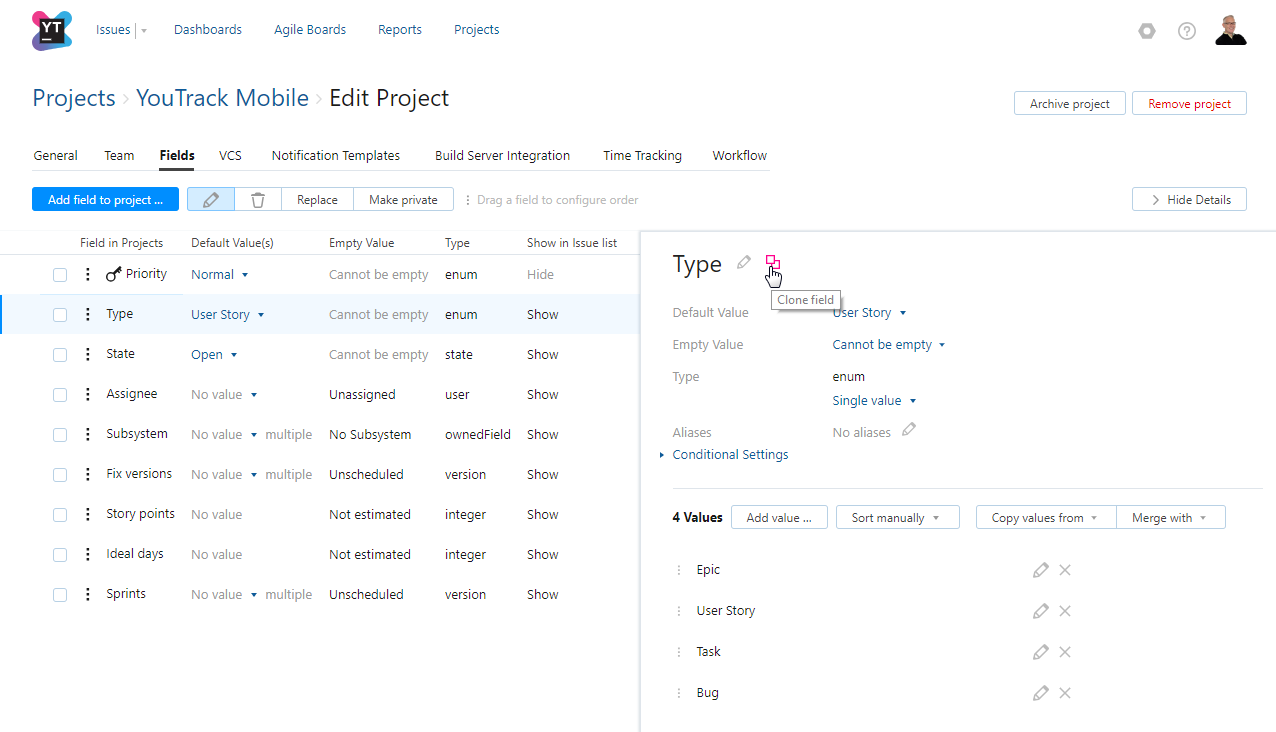 YT
Issues Dashboards Agile Boards Reports Projects
Projects › YouTrack Mobile › Edit Project
Archive project Remove project
General Team Fields VCS Notification Templates Build Server Integration Time Tracking Workflow
Add field to project ... Replace Make private Drag a field to configure order Hide Details
Field in Projects Default Value(s) Empty Value Type Show in Issue list
Priority Normal Cannot be empty enum Hide
Type User Story Cannot be empty enum Show
State Open Cannot be empty state Show
Assignee No value Unassigned user Show
Subsystem No value multiple No Subsystem ownedField Show
Fix versions No value multiple Unscheduled version Show
Story points No value Not estimated integer Show
Ideal days No value Not estimated integer Show
Sprints No value multiple Unscheduled version Show
Type
Clone field
Default Value User Story
Empty Value Cannot be empty
Type enum
Single value
Aliases No aliases
Conditional Settings
4 Values Add value ... Sort manually Copy values from Merge with
Epic
User Story
Task
Bug